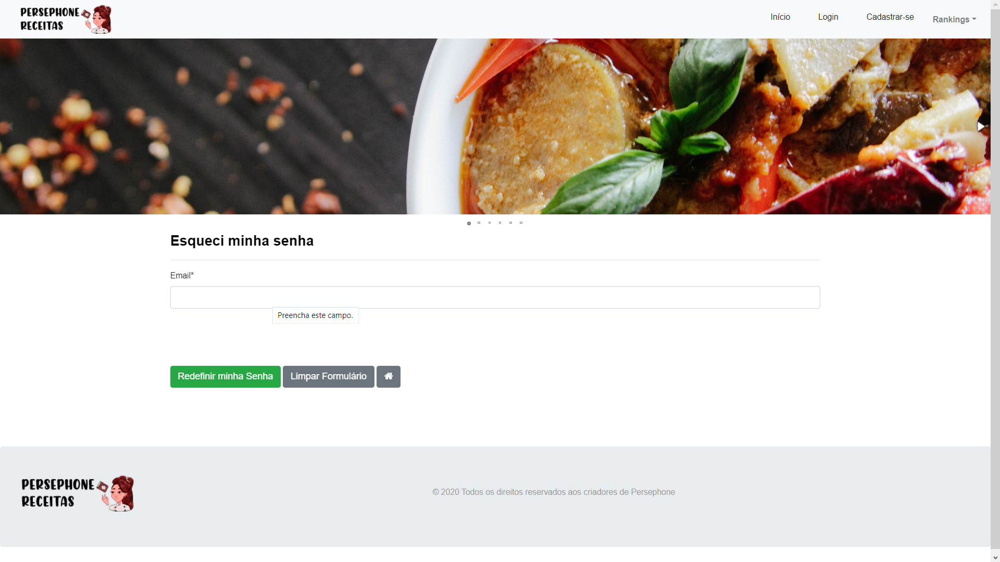 PERSEPHONE
RECEITAS
Início
Login
Cadastrar-se
Rankings
Esqueci minha senha
Email*
Preencha este campo.
Redefinir minha Senha
Limpar Formulário
PERSEPHONE
RECEITAS
© 2020 Todos os direitos reservados aos criadores de Persephone